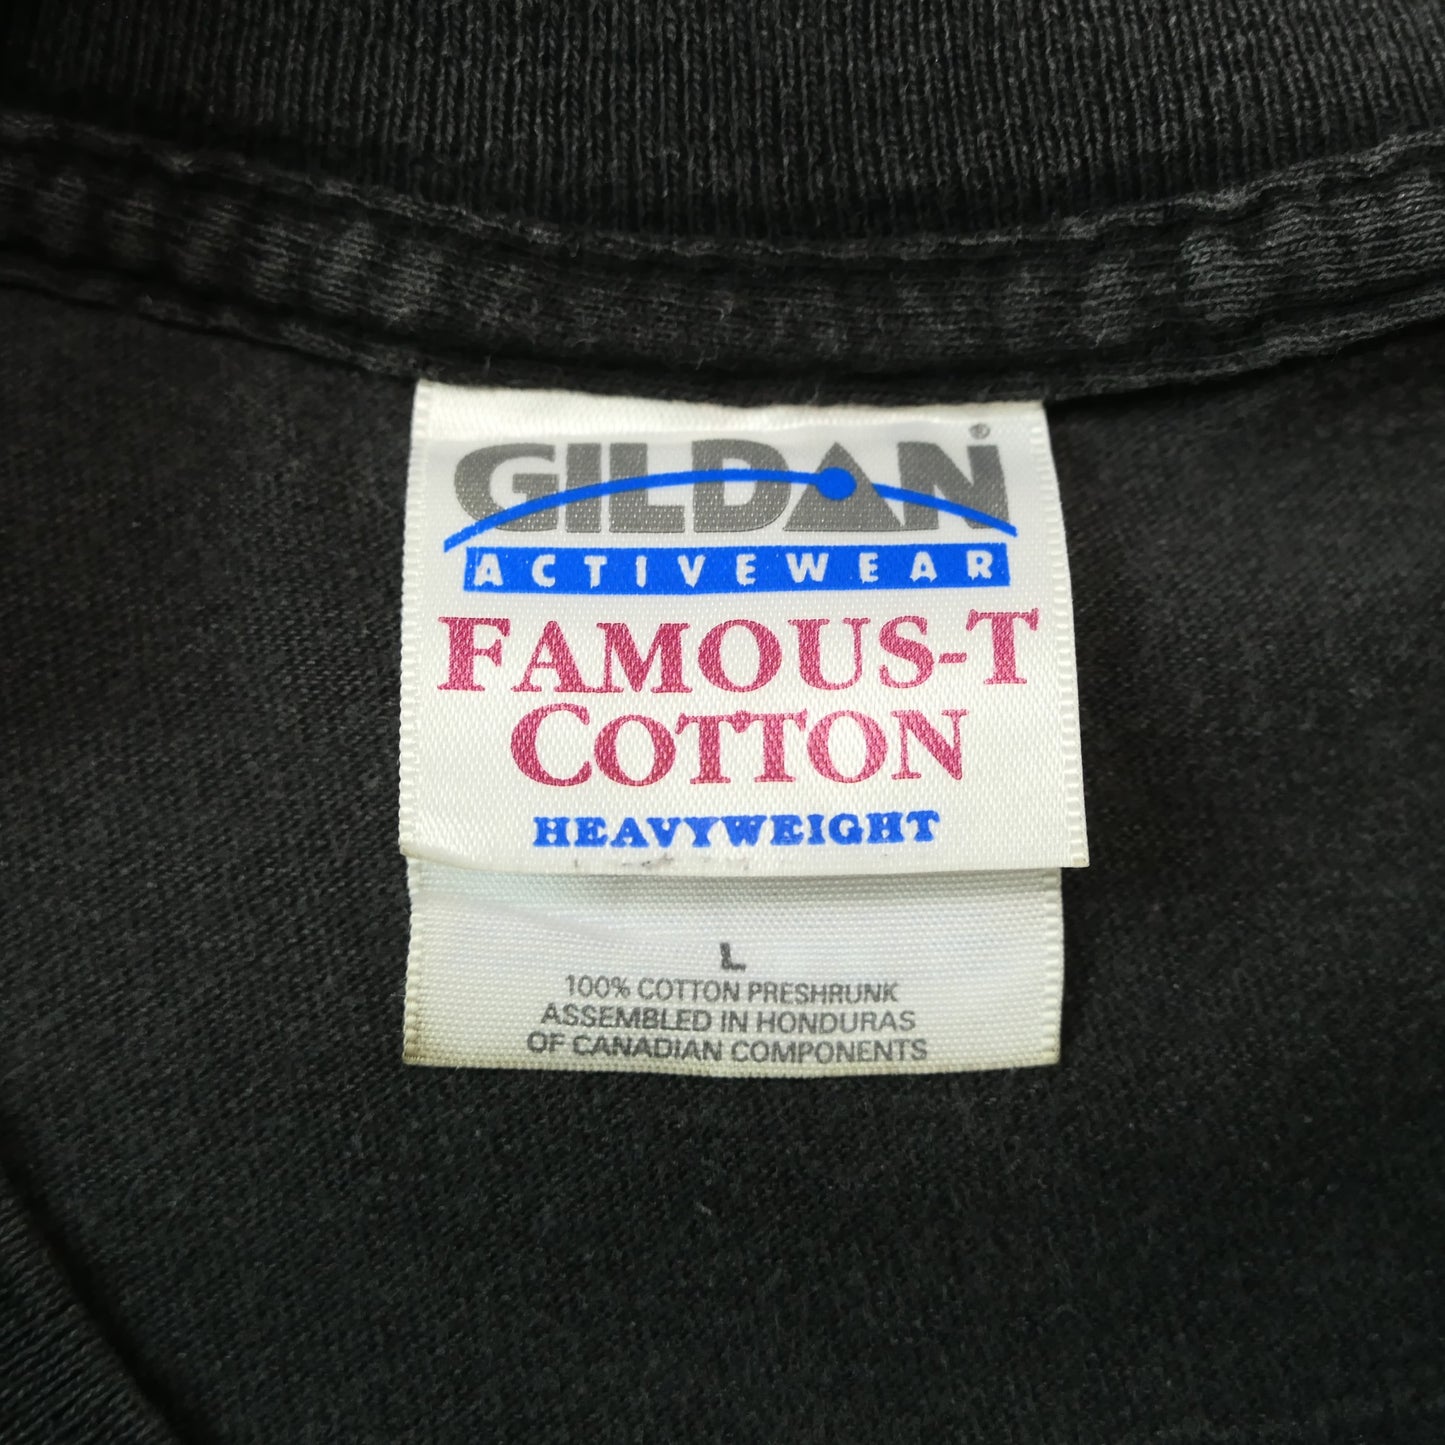 GILDAN®
ACTIVEWEAR
FAMOUS-T
COTTON
HEAVYWEIGHT
L
100% COTTON PRESHRUNK
ASSEMBLED IN HONDURAS
OF CANADIAN COMPONENTS